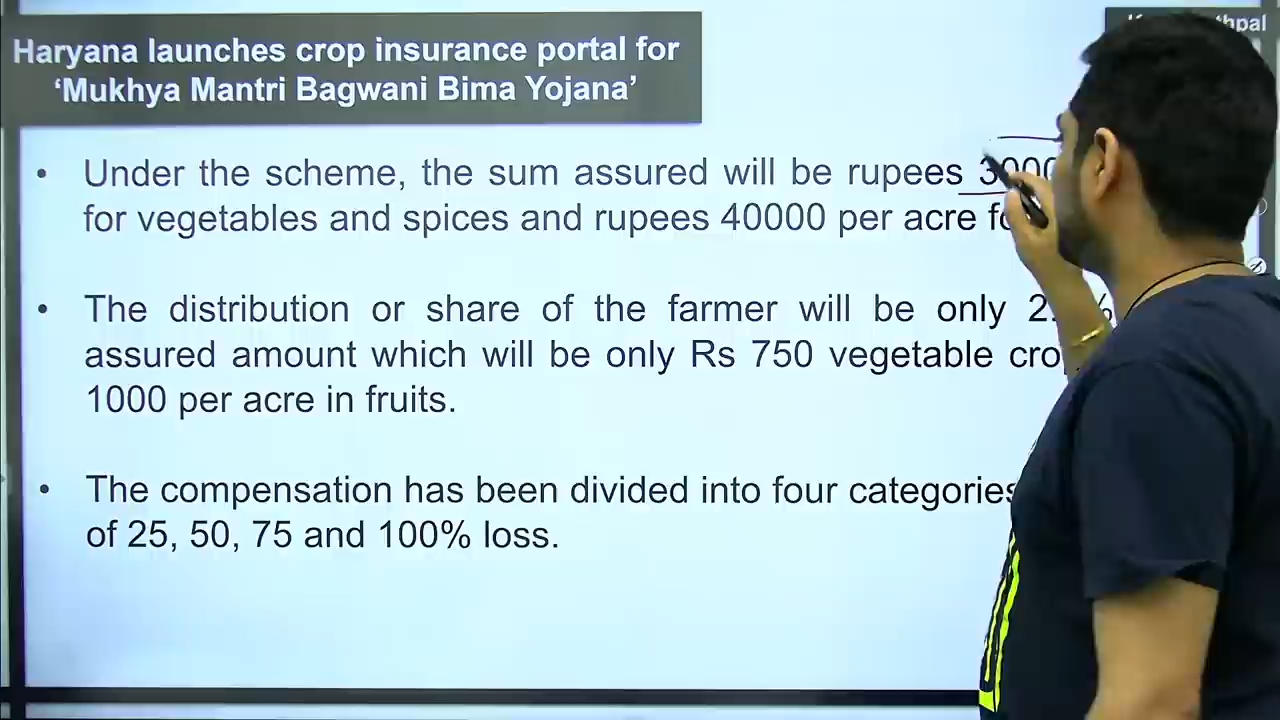 Haryana launches crop insurance portal for
‘Mukhya Mantri Bagwani Bima Yojana’
• Under the scheme, the sum assured will be rupees
for vegetables and spices and rupees 40000 per acre
• The distribution or share of the farmer will be only
assured amount which will be only Rs 750 vegetable
1000 per acre in fruits.
• The compensation has been divided into four categories
of 25, 50, 75 and 100% loss.